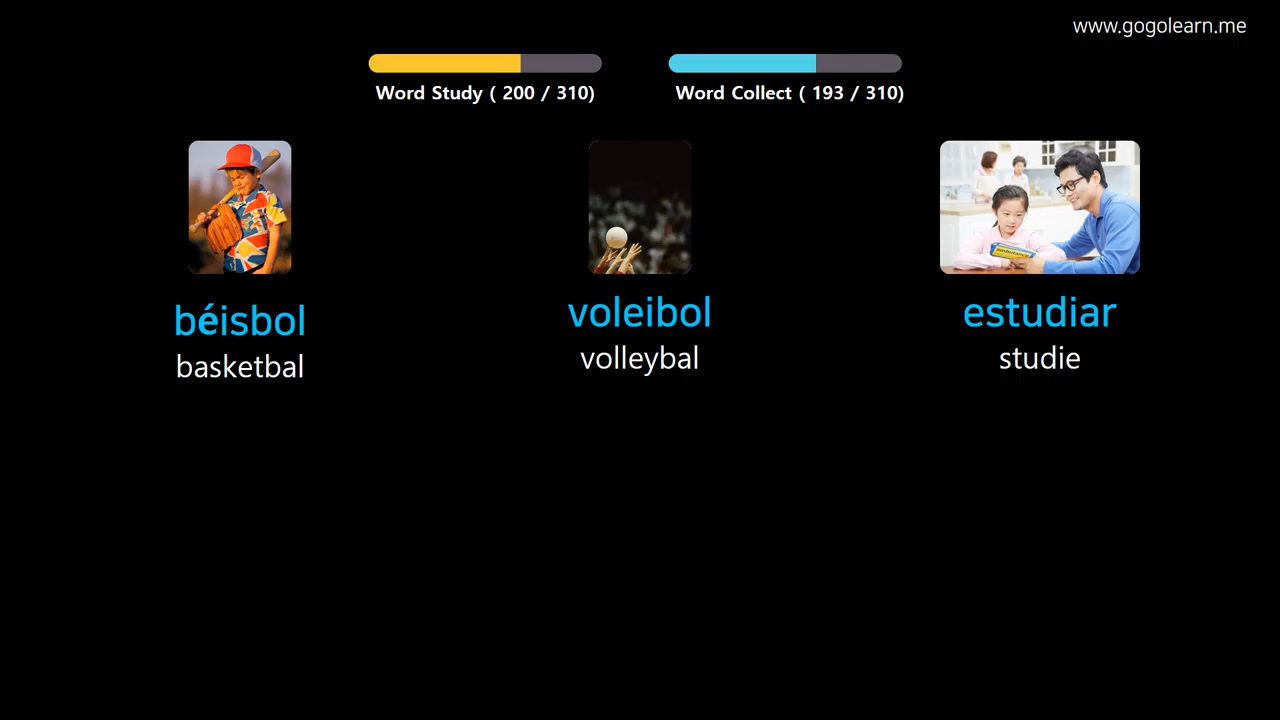 www.gogolearn.me
Word Study ( 200 / 310)
Word Collect ( 193 / 310)
béisbol
basketbal
voleibol
volleybal
estudiar
studie